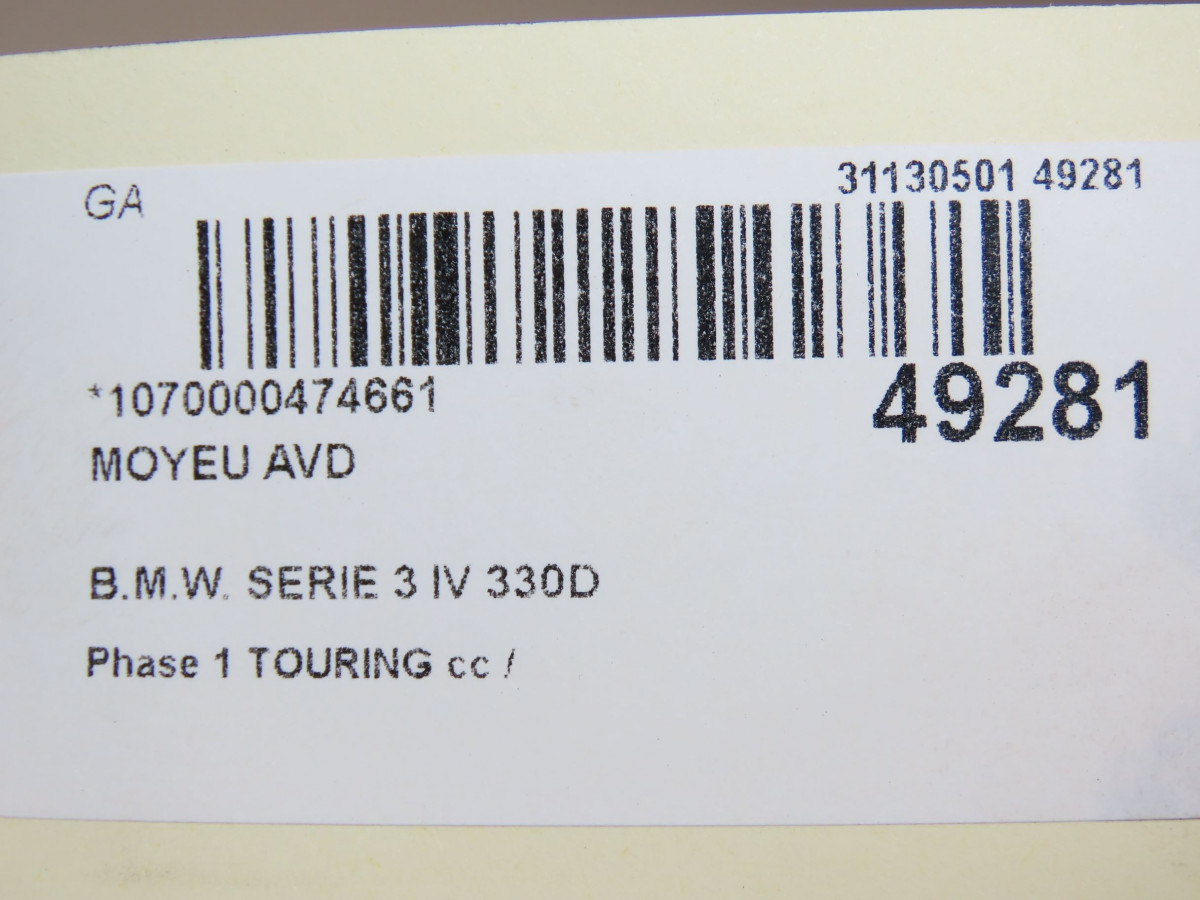 GA
31130501 49281
*1070000474661
49281
MOYEU AVD
B.M.W. SERIE 3 IV 330D
Phase 1 TOURING cc /